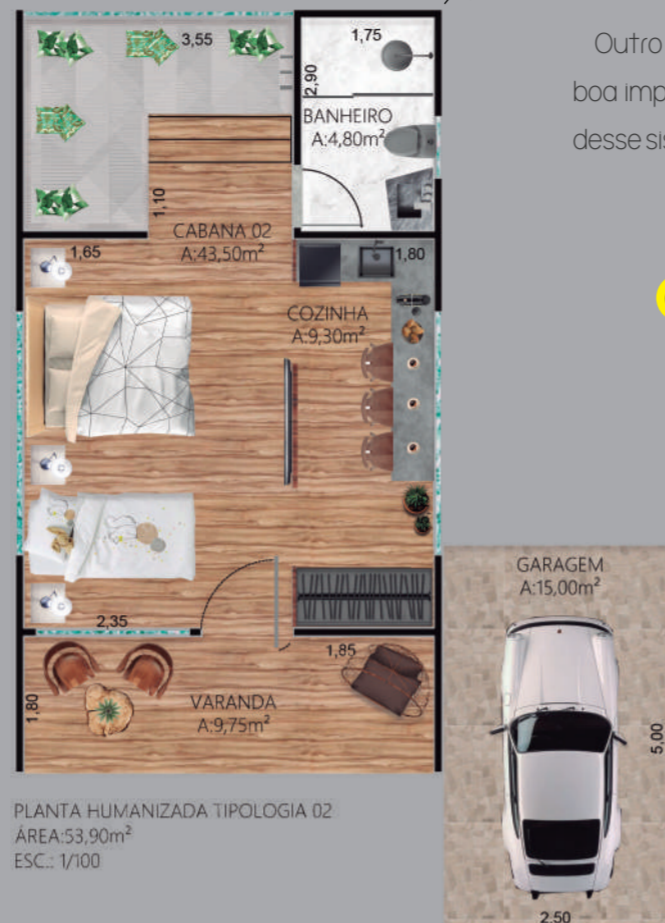 3,55
1,75
2,90
BANHEIRO
A:4,80m²
1,10
CABANA 02
A:43,50m²
1,65
1,80
COZINHA
A:9,30m²
2,35
1,85
1,80
VARANDA
A:9,75m²
PLANTA HUMANIZADA TIPOLOGIA 02
ÁREA:53,90m²
ESC.: 1/100
Outro
boa imp
desse sis
GARAGEM
A:15,00m²
5,00
2,50